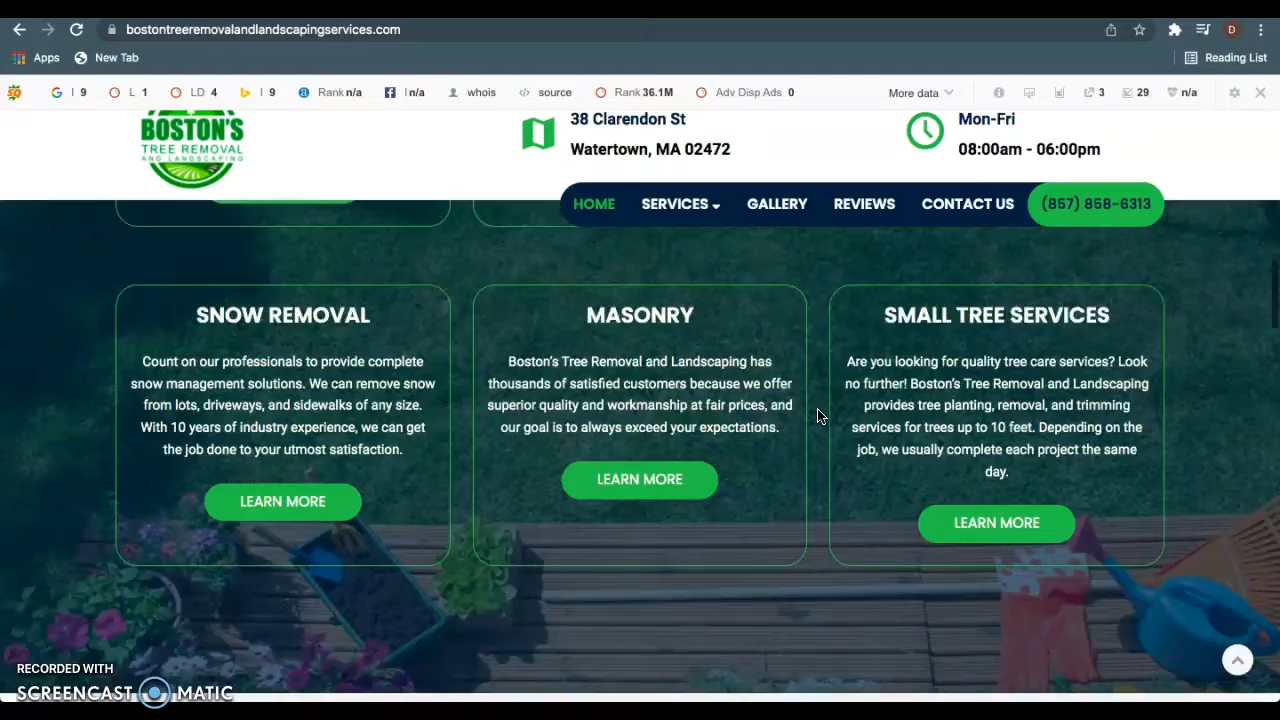 bostontreeremovalandlandscapingservices.com
D
Apps
New Tab
Reading List
I 9
L 1
LD 4
I 9
Rank n/a
I n/a
whois
source
Rank 36.1M
Adv Disp Ads 0
More data
3
29
n/a
BOSTON'S
TREE REMOVAL
AND LANDSCAPING
38 Clarendon St
Watertown, MA 02472
Mon-Fri
08:00am - 06:00pm
HOME
SERVICES
GALLERY
REVIEWS
CONTACT US
(857) 858-6313
SNOW REMOVAL
Count on our professionals to provide complete
snow management solutions. We can remove snow
from lots, driveways, and sidewalks of any size.
With 10 years of industry experience, we can get
the job done to your utmost satisfaction.
LEARN MORE
MASONRY
Boston's Tree Removal and Landscaping has
thousands of satisfied customers because we offer
superior quality and workmanship at fair prices, and
our goal is to always exceed your expectations.
LEARN MORE
SMALL TREE SERVICES
Are you looking for quality tree care services? Look
no further! Boston's Tree Removal and Landscaping
provides tree planting, removal, and trimming
services for trees up to 10 feet. Depending on the
job, we usually complete each project the same
day.
LEARN MORE
RECORDED WITH
SCREENCAST MATIC